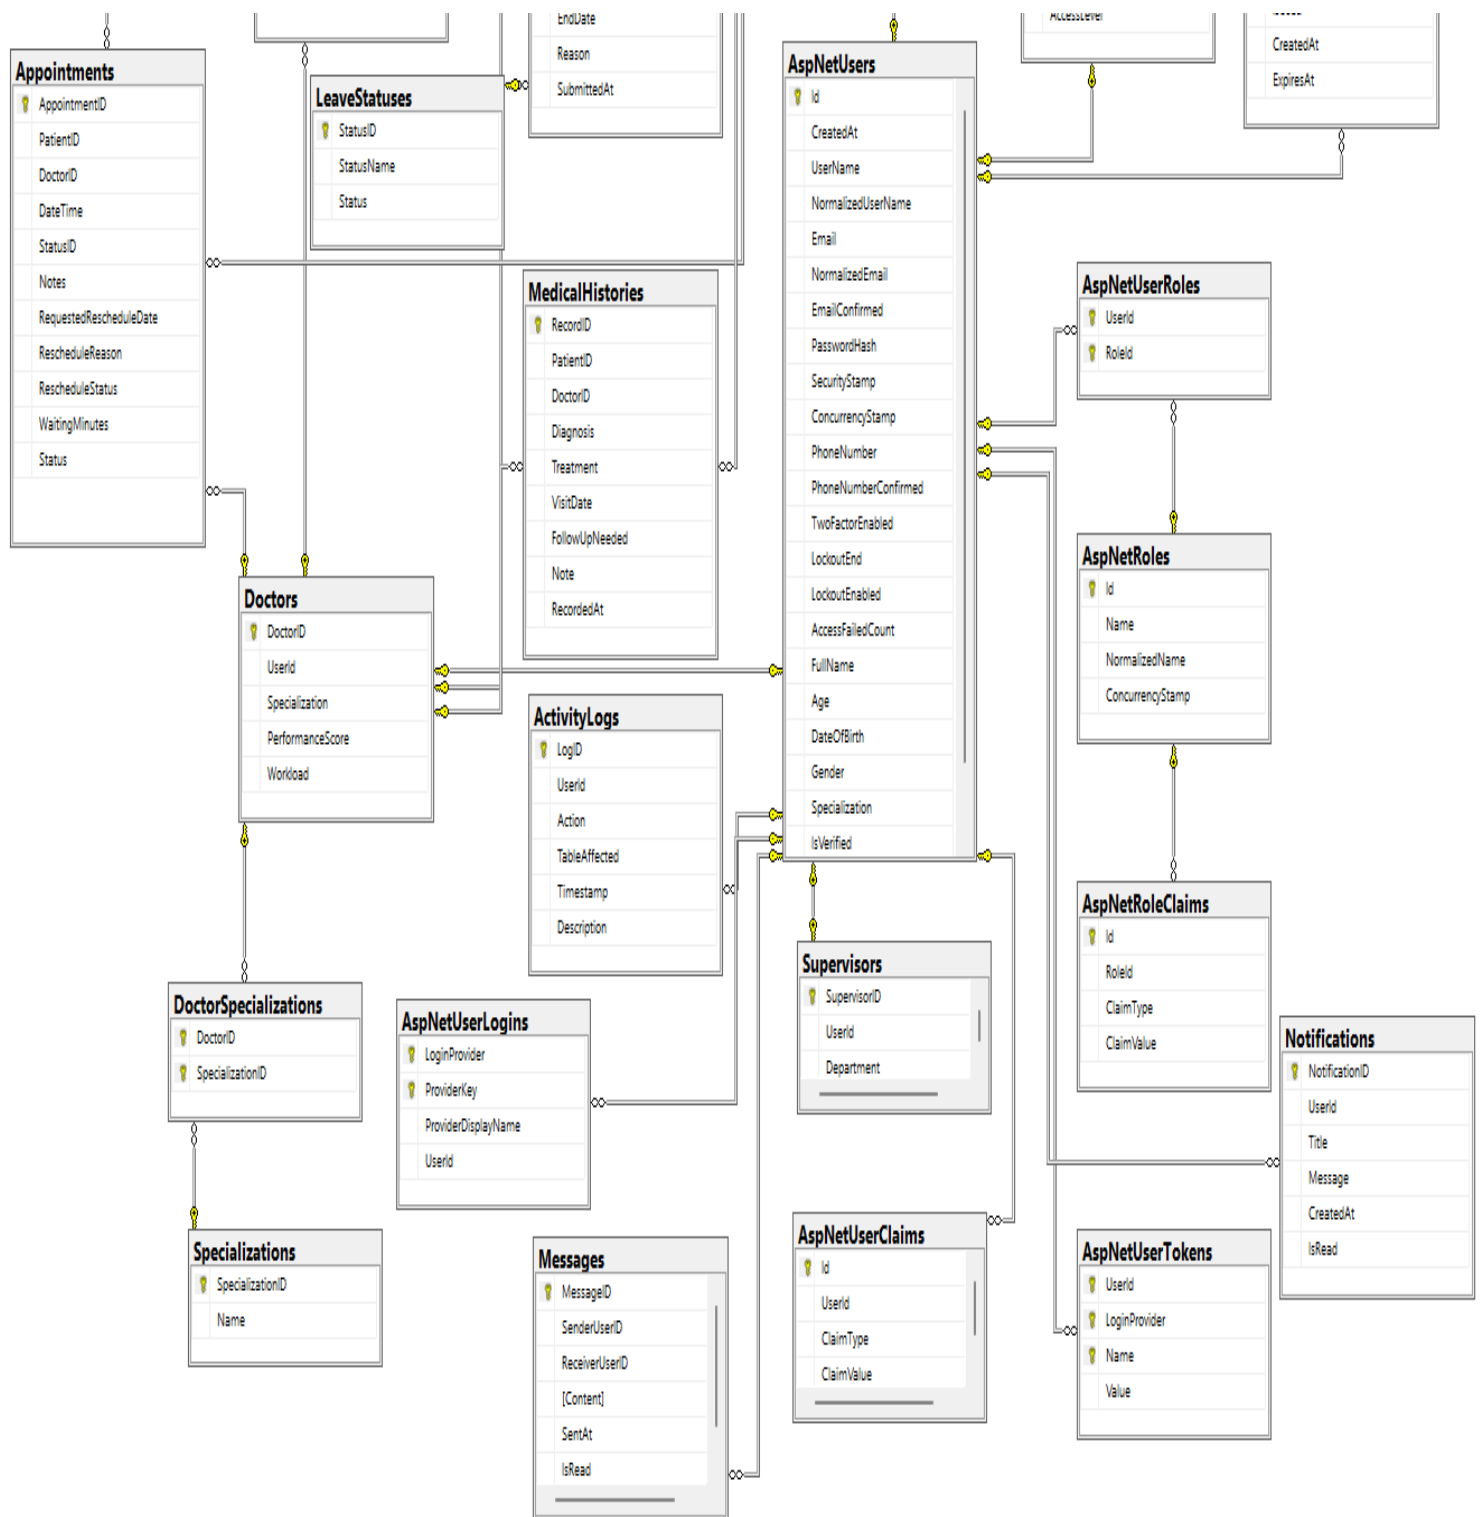 EndDate
Reason
SubmittedAt
AccessLevel
CreatedAt
ExpiresAt
Appointments
AppointmentID
PatientID
DoctorID
DateTime
StatusID
Notes
RequestedRescheduleDate
RescheduleReason
RescheduleStatus
WaitingMinutes
Status
LeaveStatuses
StatusID
StatusName
Status
MedicalHistories
RecordID
PatientID
DoctorID
Diagnosis
Treatment
VisitDate
FollowUpNeeded
Note
RecordedAt
AspNetUsers
Id
CreatedAt
UserName
NormalizedUserName
Email
NormalizedEmail
EmailConfirmed
PasswordHash
SecurityStamp
ConcurrencyStamp
PhoneNumber
PhoneNumberConfirmed
TwoFactorEnabled
LockoutEnd
LockoutEnabled
AccessFailedCount
FullName
Age
DateOfBirth
Gender
Specialization
IsVerified
AspNetUserRoles
UserId
RoleId
AspNetRoles
Id
Name
NormalizedName
ConcurrencyStamp
Doctors
DoctorID
UserId
Specialization
PerformanceScore
Workload
ActivityLogs
LogID
UserId
Action
TableAffected
Timestamp
Description
AspNetRoleClaims
Id
RoleId
ClaimType
ClaimValue
Supervisors
SupervisorID
UserId
Department
DoctorSpecializations
DoctorID
SpecializationID
AspNetUserLogins
LoginProvider
ProviderKey
ProviderDisplayName
UserId
Notifications
NotificationID
UserId
Title
Message
CreatedAt
IsRead
Specializations
SpecializationID
Name
Messages
MessageID
SenderUserID
ReceiverUserID
[Content]
SentAt
IsRead
AspNetUserClaims
Id
UserId
ClaimType
ClaimValue
AspNetUserTokens
UserId
LoginProvider
Name
Value